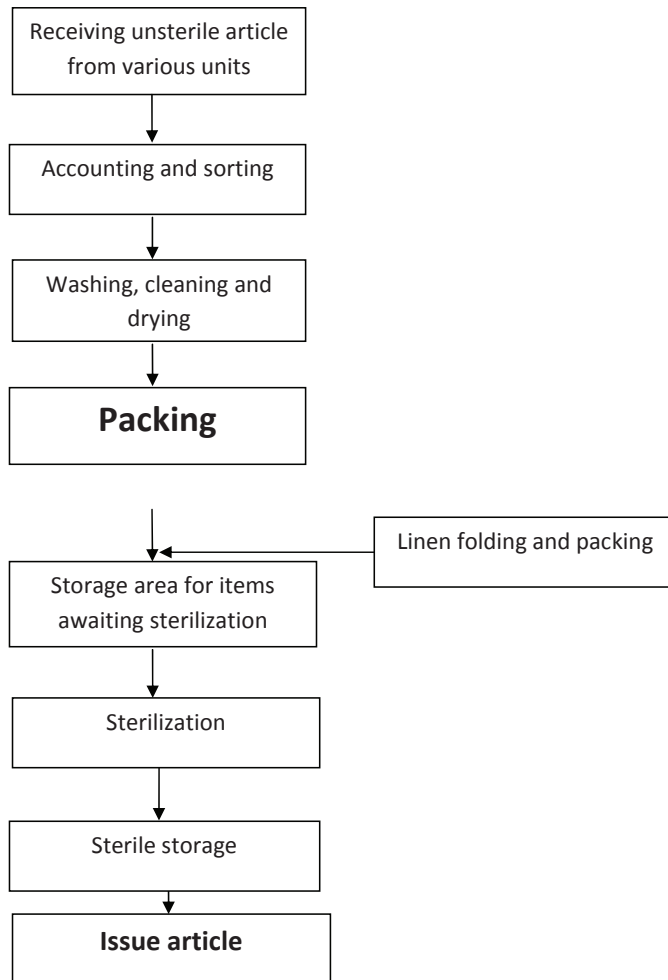 Receiving unsterile article
from various units
Accounting and sorting
Washing, cleaning and
drying
Packing
Linen folding and packing
Storage area for items
awaiting sterilization
Sterilization
Sterile storage
Issue article